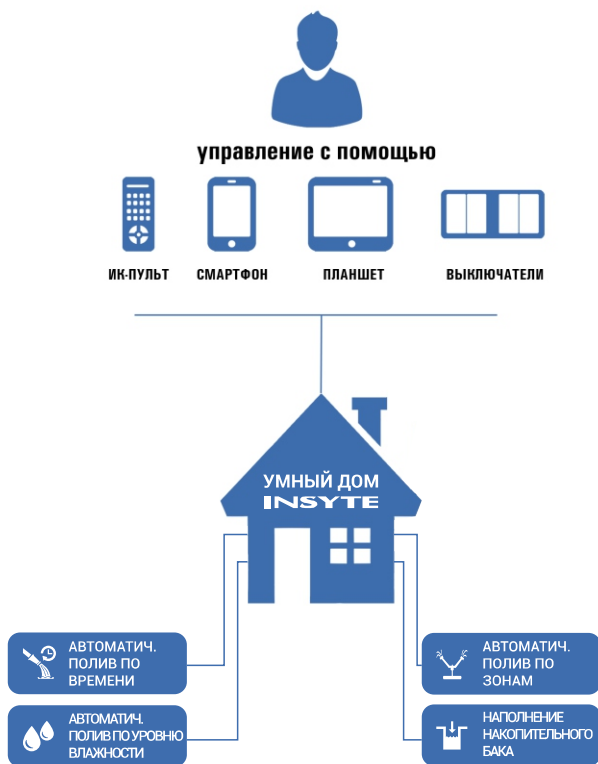 управление с помощью
ИК-ПУЛЬТ
СМАРТФОН
ПЛАНШЕТ
ВЫКЛЮЧАТЕЛИ
УМНЫЙ ДОМ
INSYTE
АВТОМАТИЧ.
ПОЛИВ ПО
ВРЕМЕНИ
АВТОМАТИЧ.
ПОЛИВ ПО
ЗОНАМ
АВТОМАТИЧ.
ПОЛИВ ПО УРОВНЮ
ВЛАЖНОСТИ
НАПОЛНЕНИЕ
НАКОПИТЕЛЬНОГО
БАКА